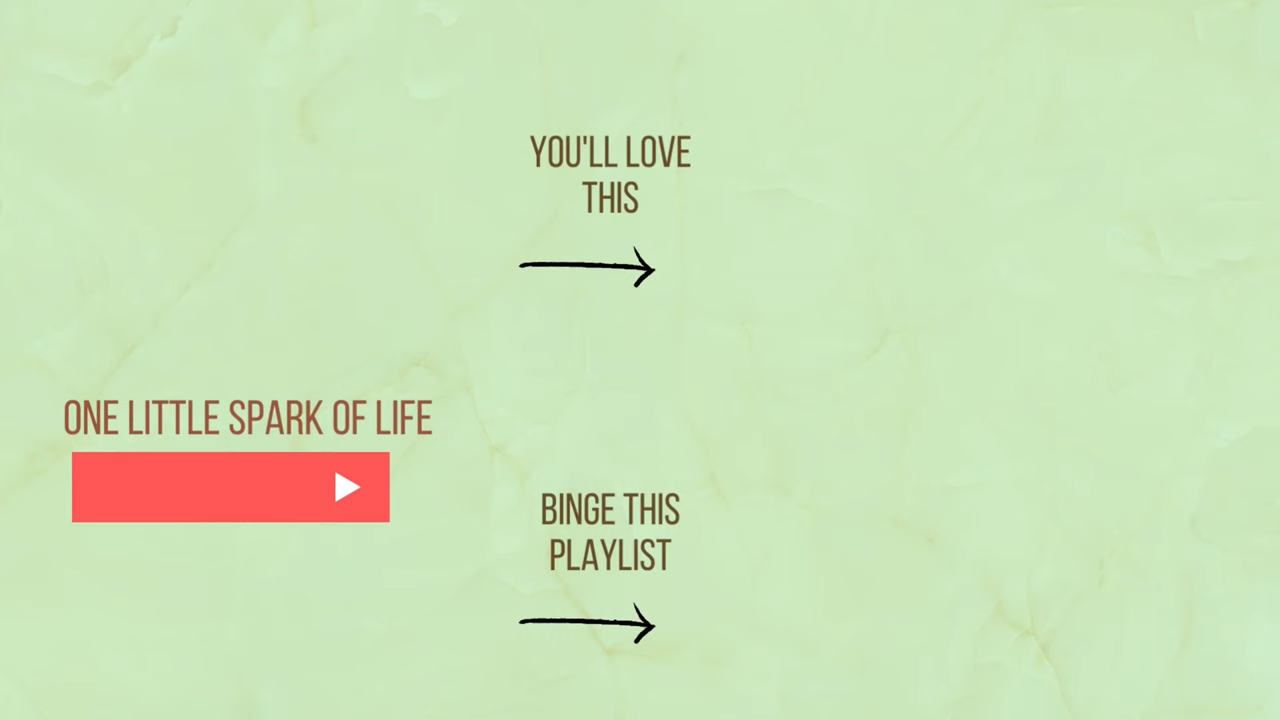 YOU'LL LOVE
THIS
ONE LITTLE SPARK OF LIFE
BINGE THIS
PLAYLIST